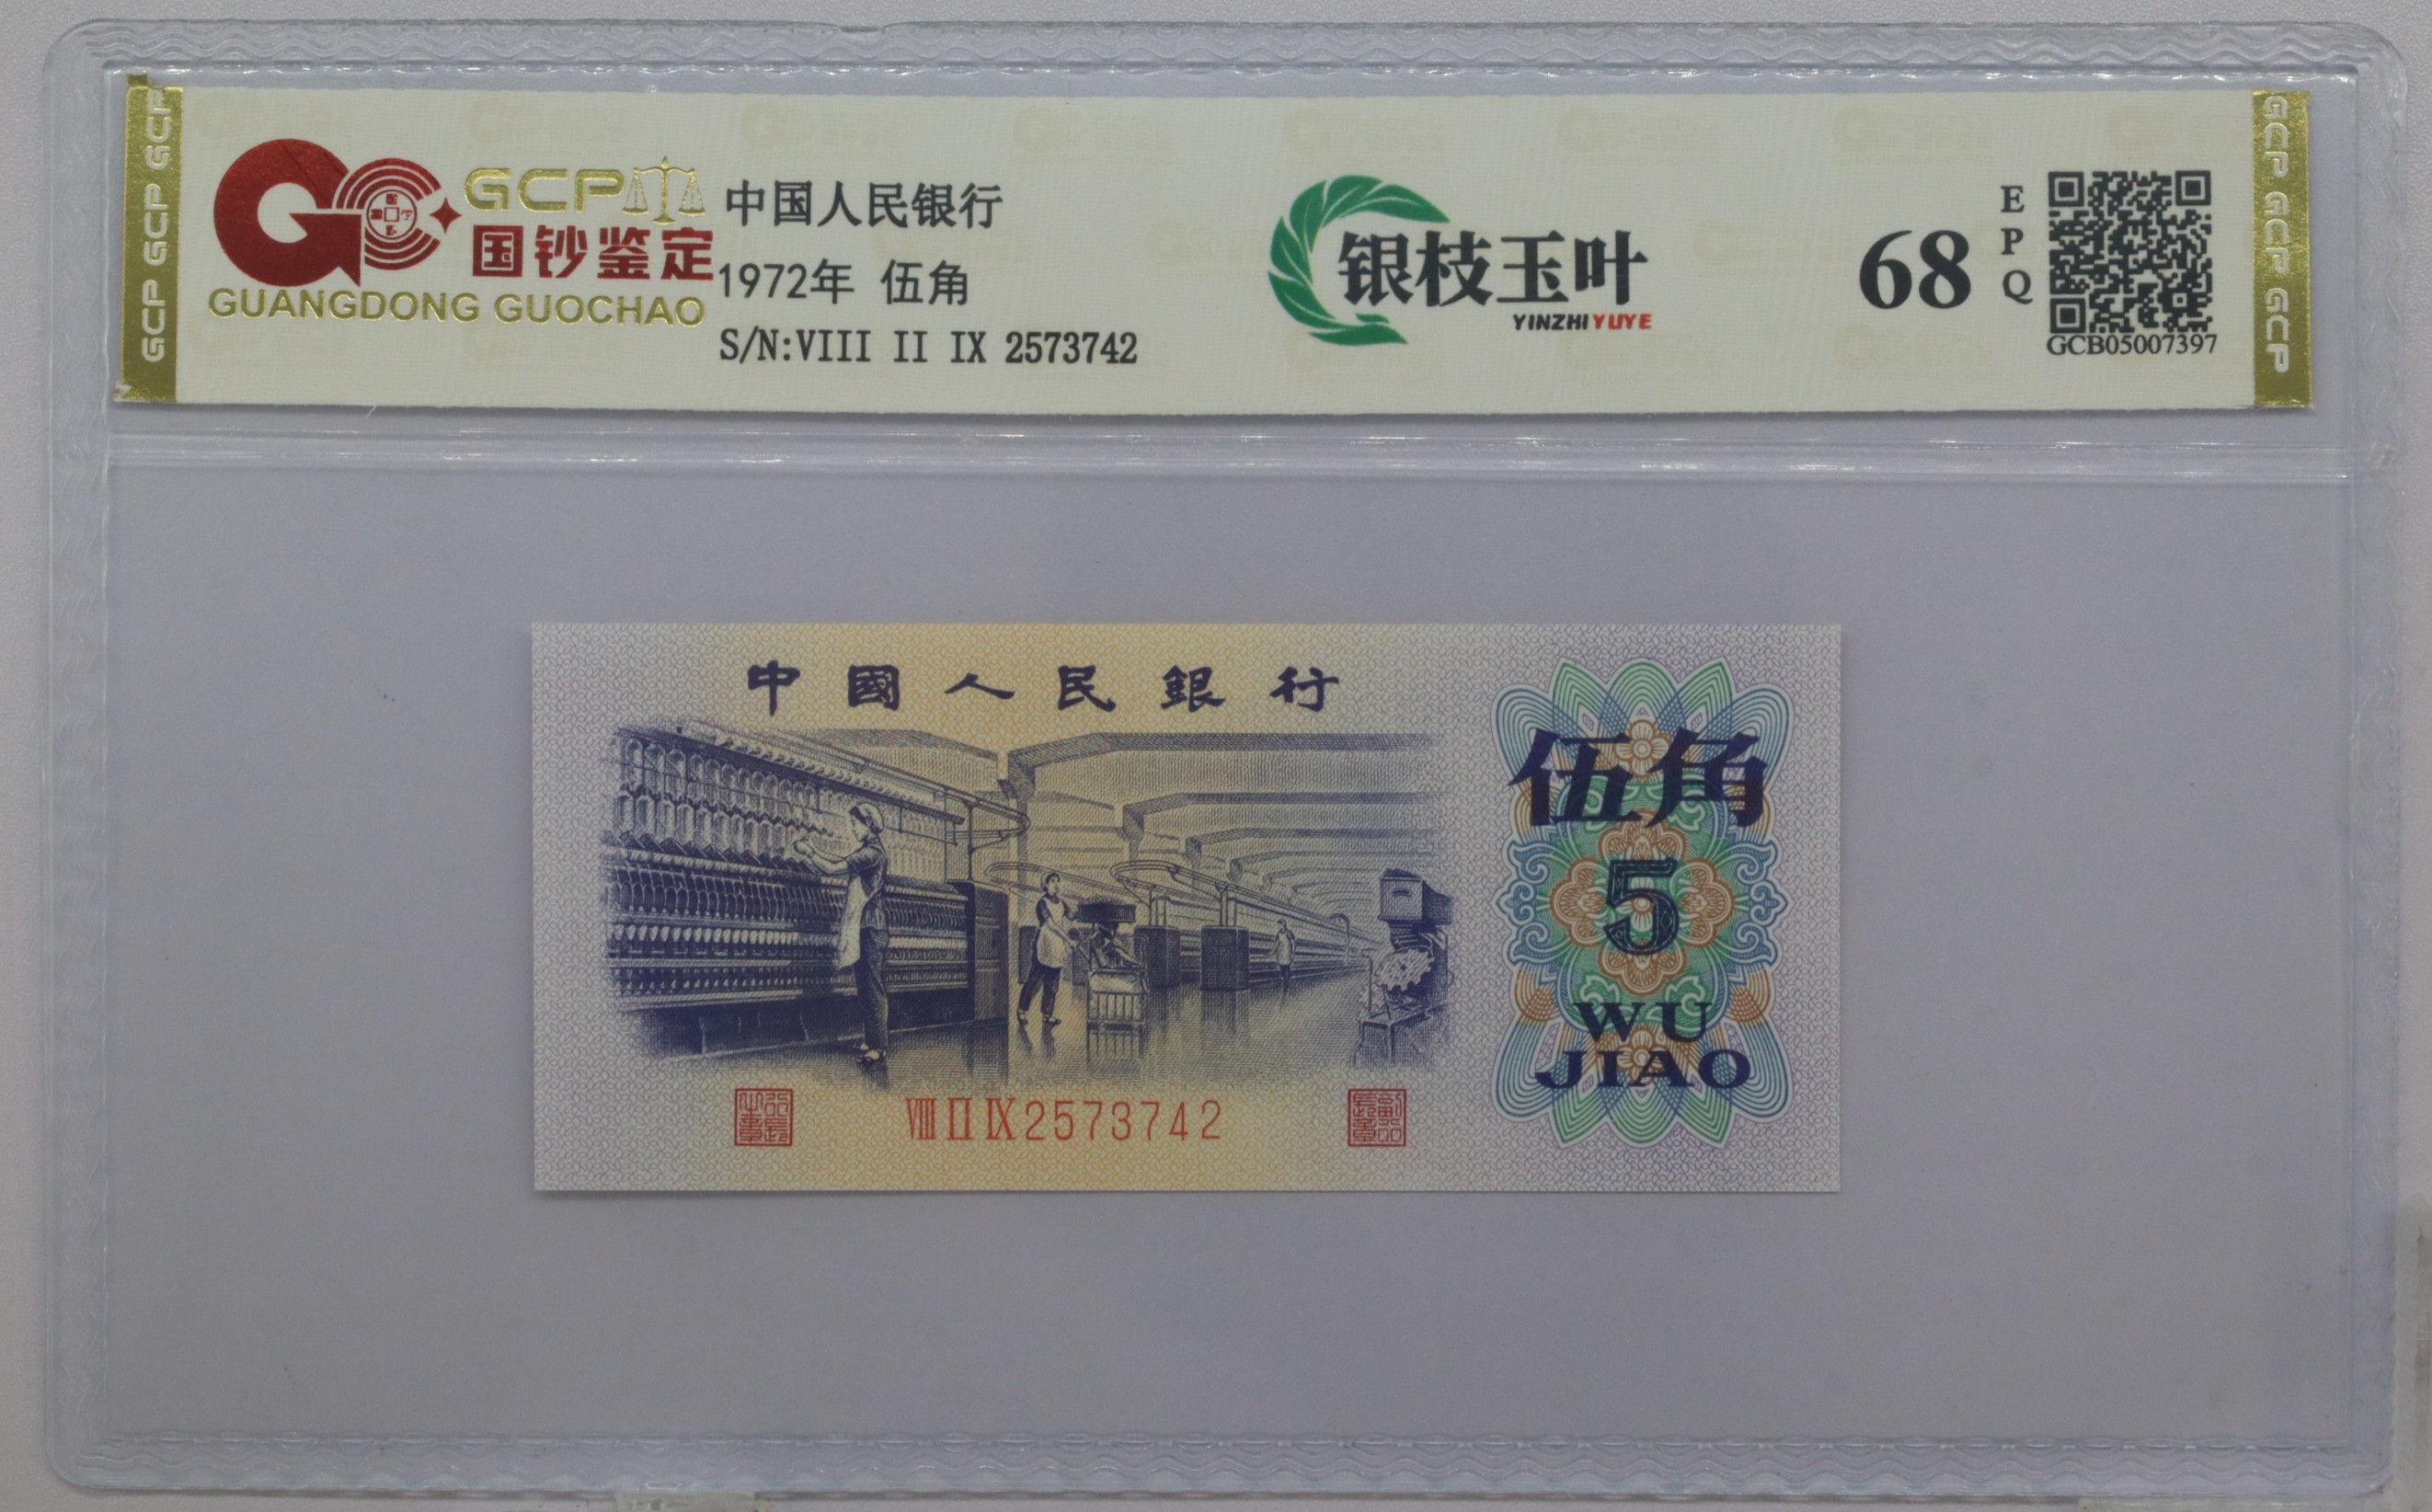 GCP GCP GCP
GCP
国钞鉴定
GUANGDONG GUOCHAO
中国人民银行
1972年 伍角
S/N:VIII II IX 2573742
银枝玉叶
YINZHIYUYE
68
EPQ
GCB05007397
GCP GCP GCP
中國人民銀行
伍角
5
WU
JIAO
VIII II IX 2573742